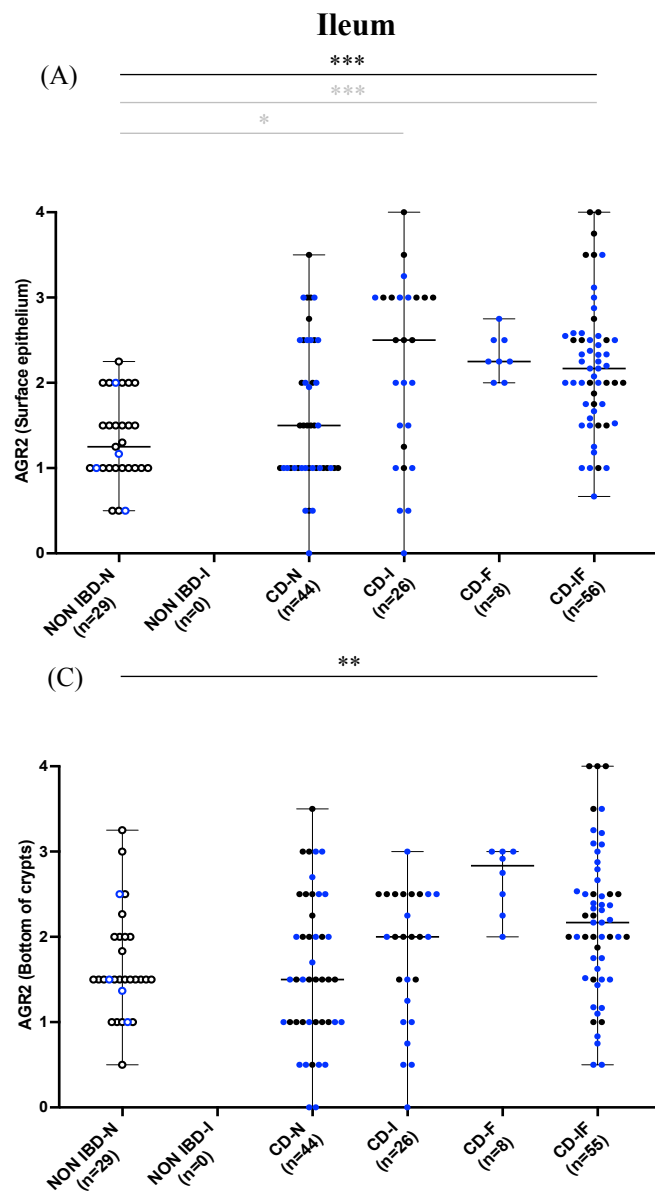 Ileum
(A)
***
***
*
AGR2 (Surface epithelium)
4
3
2
1
0
NON IBD-N
(n=29)
NON IBD-I
(n=0)
CD-N
(n=44)
CD-I
(n=26)
CD-F
(n=8)
CD-IF
(n=56)
(C)
**
AGR2 (Bottom of crypts)
4
3
2
1
0
NON IBD-N
(n=29)
NON IBD-I
(n=0)
CD-N
(n=44)
CD-I
(n=26)
CD-F
(n=8)
CD-IF
(n=55)